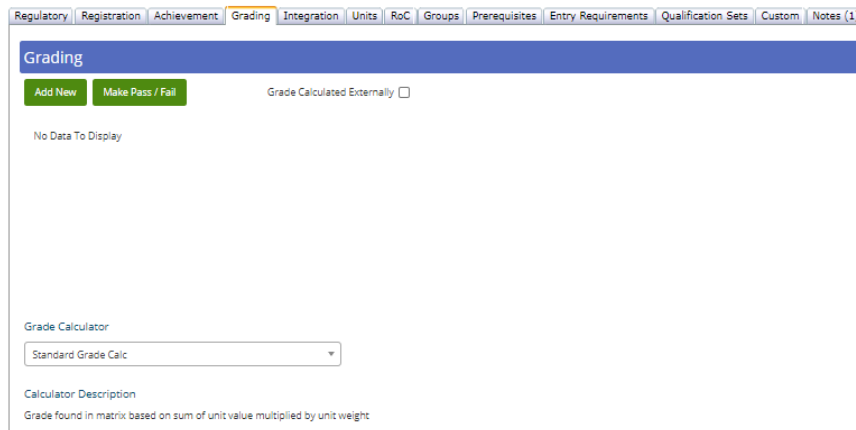 Regulatory Registration Achievement Grading Integration Units RoC Groups Prerequisites Entry Requirements Qualification Sets Custom Notes (1
Grading
Add New Make Pass / Fail Grade Calculated Externally
No Data To Display
Grade Calculator
Standard Grade Calc
Calculator Description
Grade found in matrix based on sum of unit value multiplied by unit weight